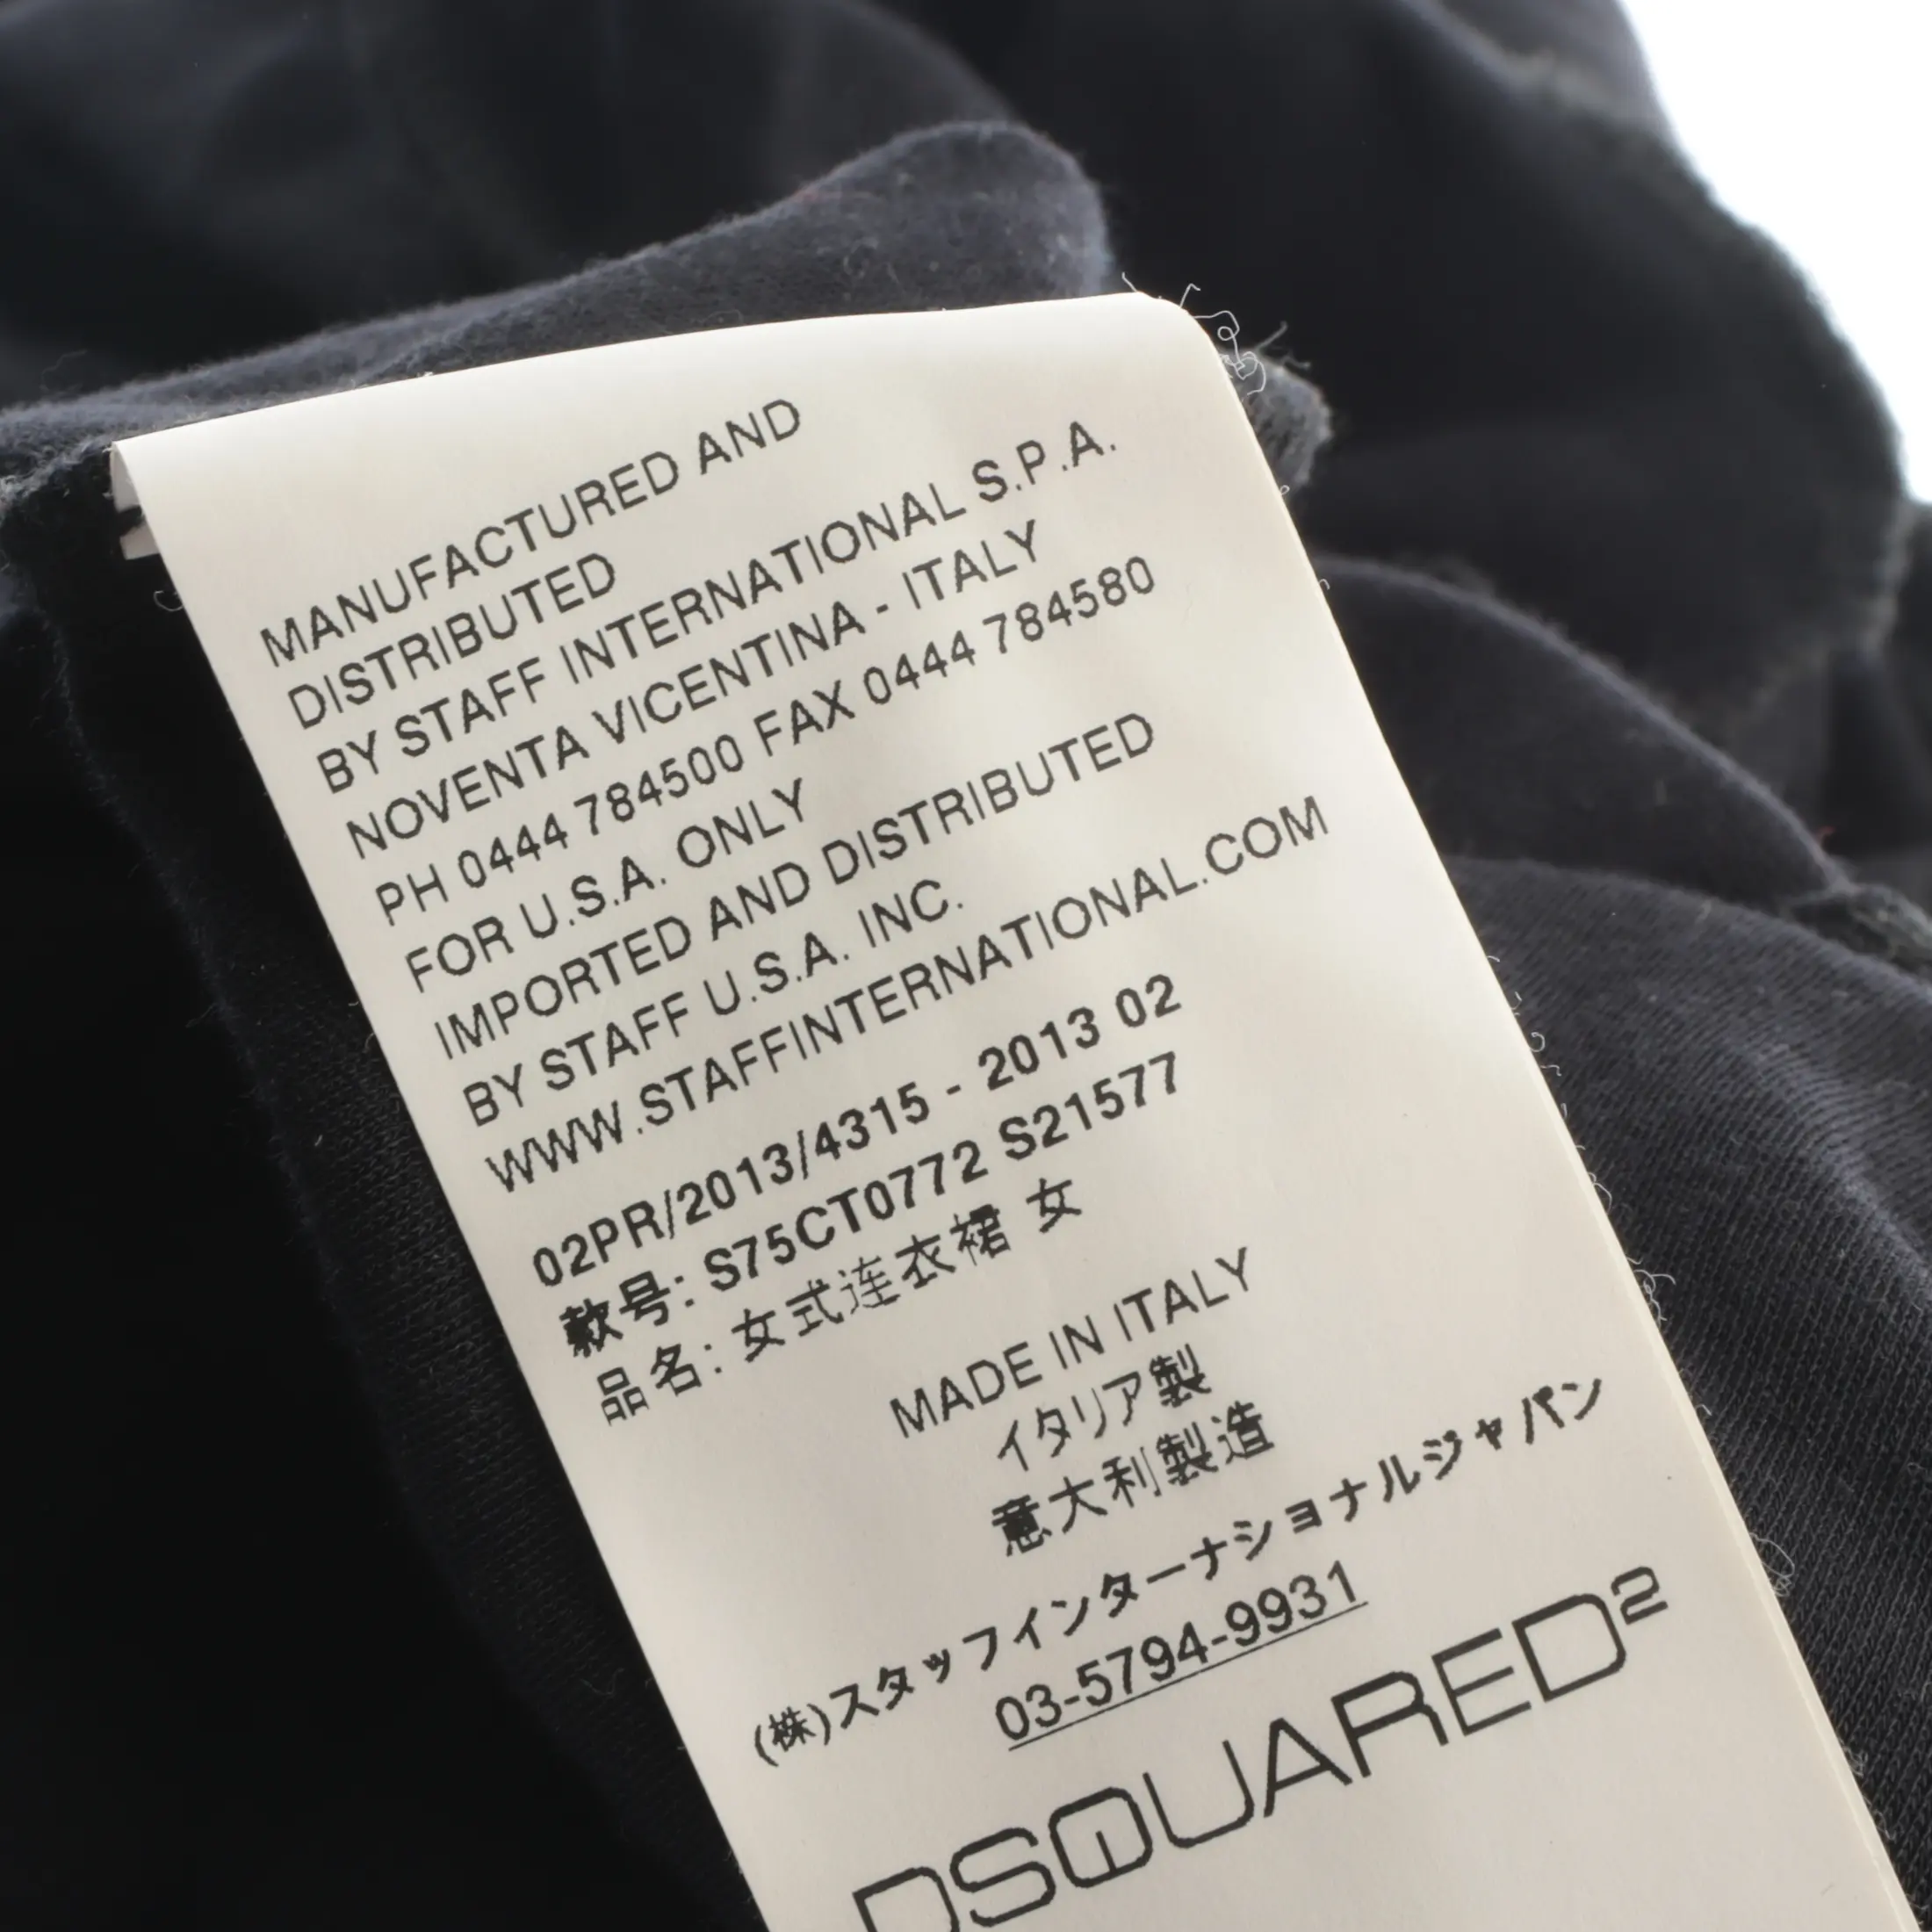 MANUFACTURED AND
DISTRIBUTED
BY STAFF INTERNATIONAL S.P.A.
NOVENTA VICENTINA - ITALY
PH 0444 784500 FAX 0444 784580
FOR U.S.A. ONLY
IMPORTED AND DISTRIBUTED
BY STAFF U.S.A. INC.
WWW.STAFFINTERNATIONAL.COM
02PR/2013/4315 - 2013 02
款号: S75CT0772 S21577
品名: 女式连衣裙 女
MADE IN ITALY
イタリア製
意大利製造
(株)スタッフインターナショナルジャパン
03-5794-9931
DSQUARED2